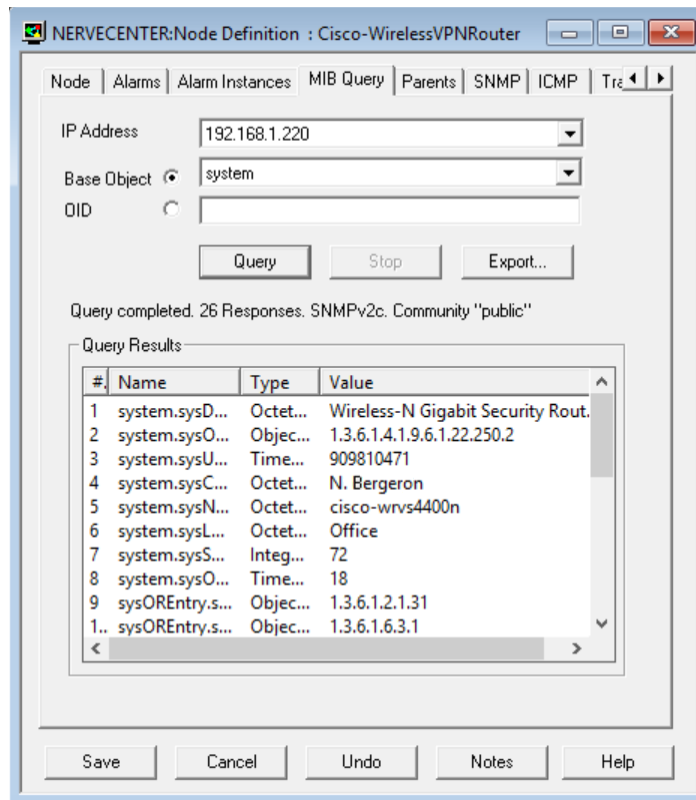 NERVECENTER:Node Definition : Cisco-WirelessVPNRouter
Node Alarms Alarm Instances MIB Query Parents SNMP ICMP Tra
IP Address 192.168.1.220
Base Object system
OID
Query Stop Export...
Query completed. 26 Responses. SNMPv2c. Community "public"
Query Results
#. Name Type Value
1 system.sysD... Octet... Wireless-N Gigabit Security Rout.
2 system.sysO... Objec... 1.3.6.1.4.1.9.6.1.22.250.2
3 system.sysU... Time... 909810471
4 system.sysC... Octet... N. Bergeron
5 system.sysN... Octet... cisco-wrvs4400n
6 system.sysL... Octet... Office
7 system.sysS... Integ... 72
8 system.sysO... Time... 18
9 sysOREntry.s... Objec... 1.3.6.1.2.1.31
1.. sysOREntry.s... Objec... 1.3.6.1.6.3.1
Save Cancel Undo Notes Help